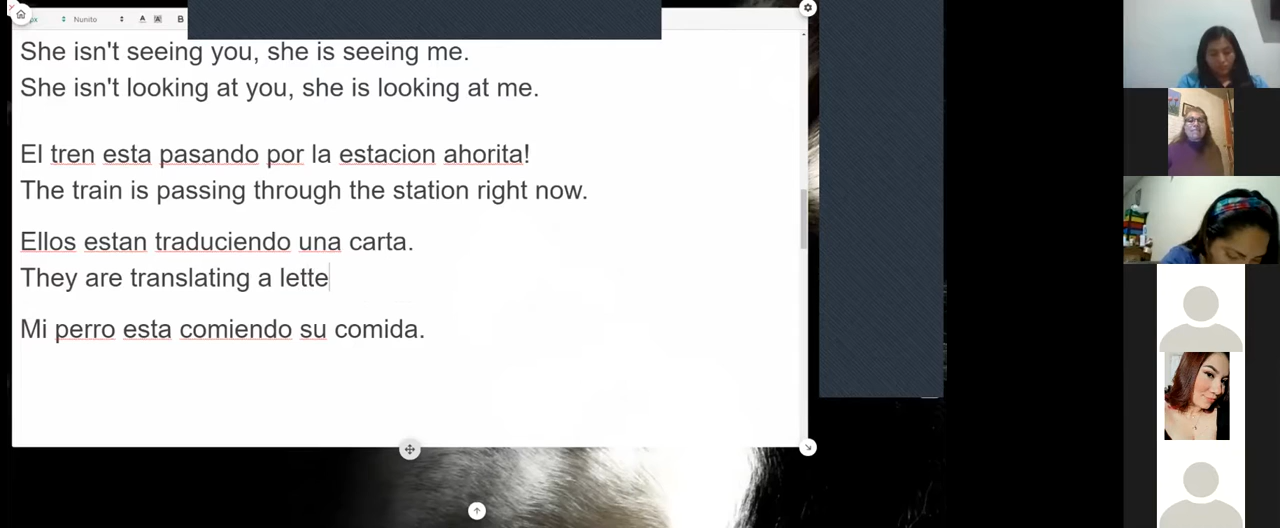 Nunito A A B
She isn't seeing you, she is seeing me.
She isn't looking at you, she is looking at me.
El tren esta pasando por la estacion ahorita!
The train is passing through the station right now.
Ellos estan traduciendo una carta.
They are translating a lette
Mi perro esta comiendo su comida.